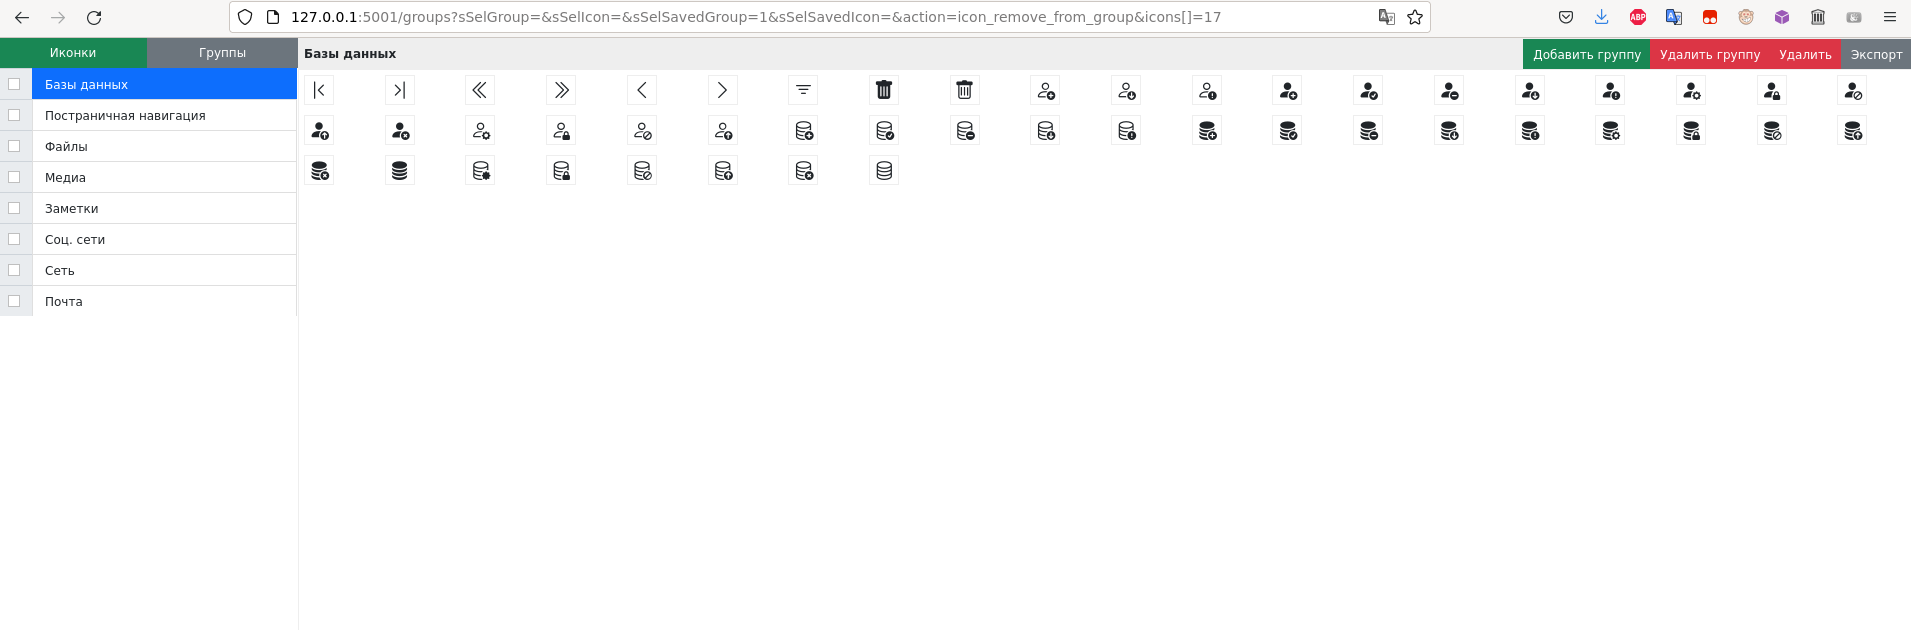 127.0.0.1:5001/groups?sSelGroup=&sSelIcon=&sSelSavedGroup=1&sSelSavedIcon=&action=icon_remove_from_group&icons[]=17
ABP
Иконки Группы Базы данных Добавить группу Удалить группу Удалить Экспорт
Базы данных
Постраничная навигация
Файлы
Медиа
Заметки
Соц. сети
Сеть
Почта